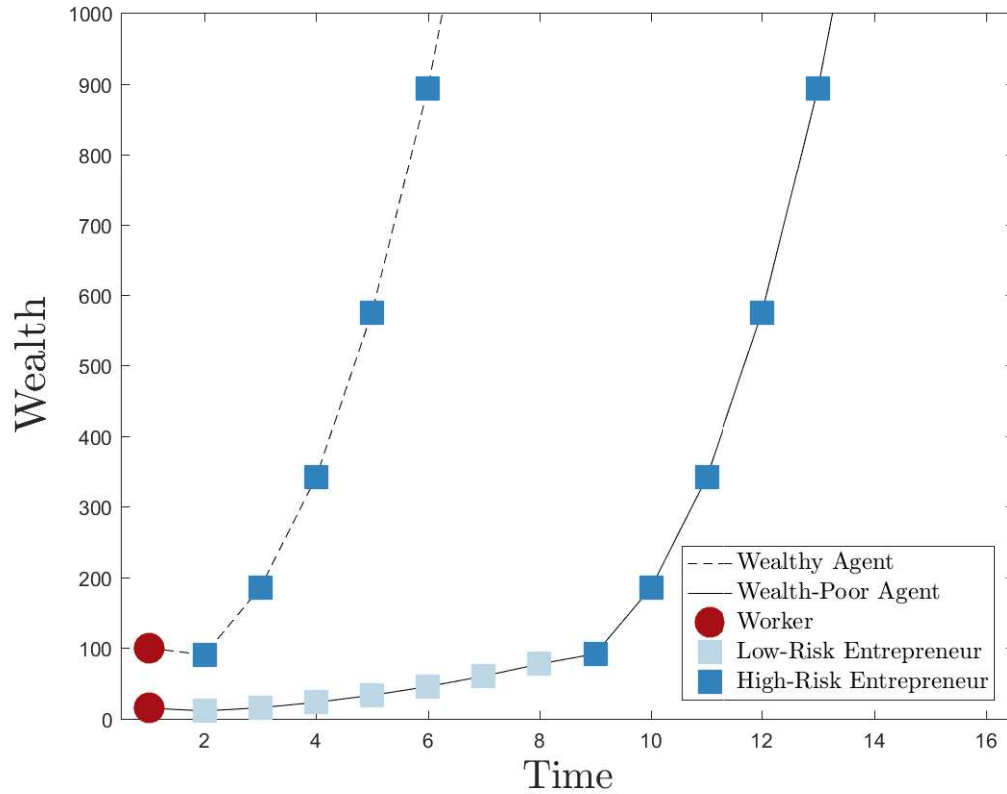 1000
900
800
700
600
500
400
300
200
100
0
Wealth
2
4
6
8
10
12
14
16
Time
Wealthy Agent
Wealth-Poor Agent
Worker
Low-Risk Entrepreneur
High-Risk Entrepreneur